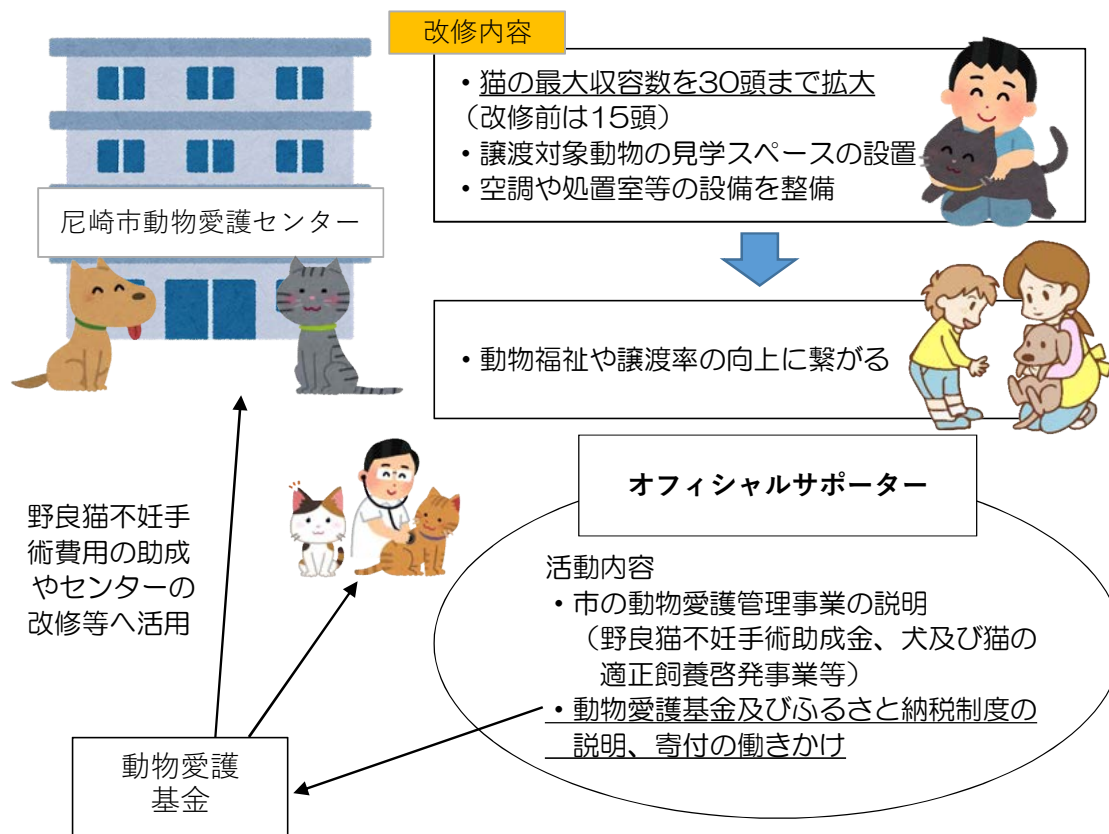 改修内容
・猫の最大収容数を30頭まで拡大
（改修前は15頭）
・譲渡対象動物の見学スペースの設置
・空調や処置室等の設備を整備
尼崎市動物愛護センター
・動物福祉や譲渡率の向上に繋がる
オフィシャルサポーター
野良猫不妊手
術費用の助成
やセンターの
改修等へ活用
活動内容
・市の動物愛護管理事業の説明
（野良猫不妊手術助成金、犬及び猫の
適正飼養啓発事業等）
・動物愛護基金及びふるさと納税制度の
説明、寄付の働きかけ
動物愛護
基金